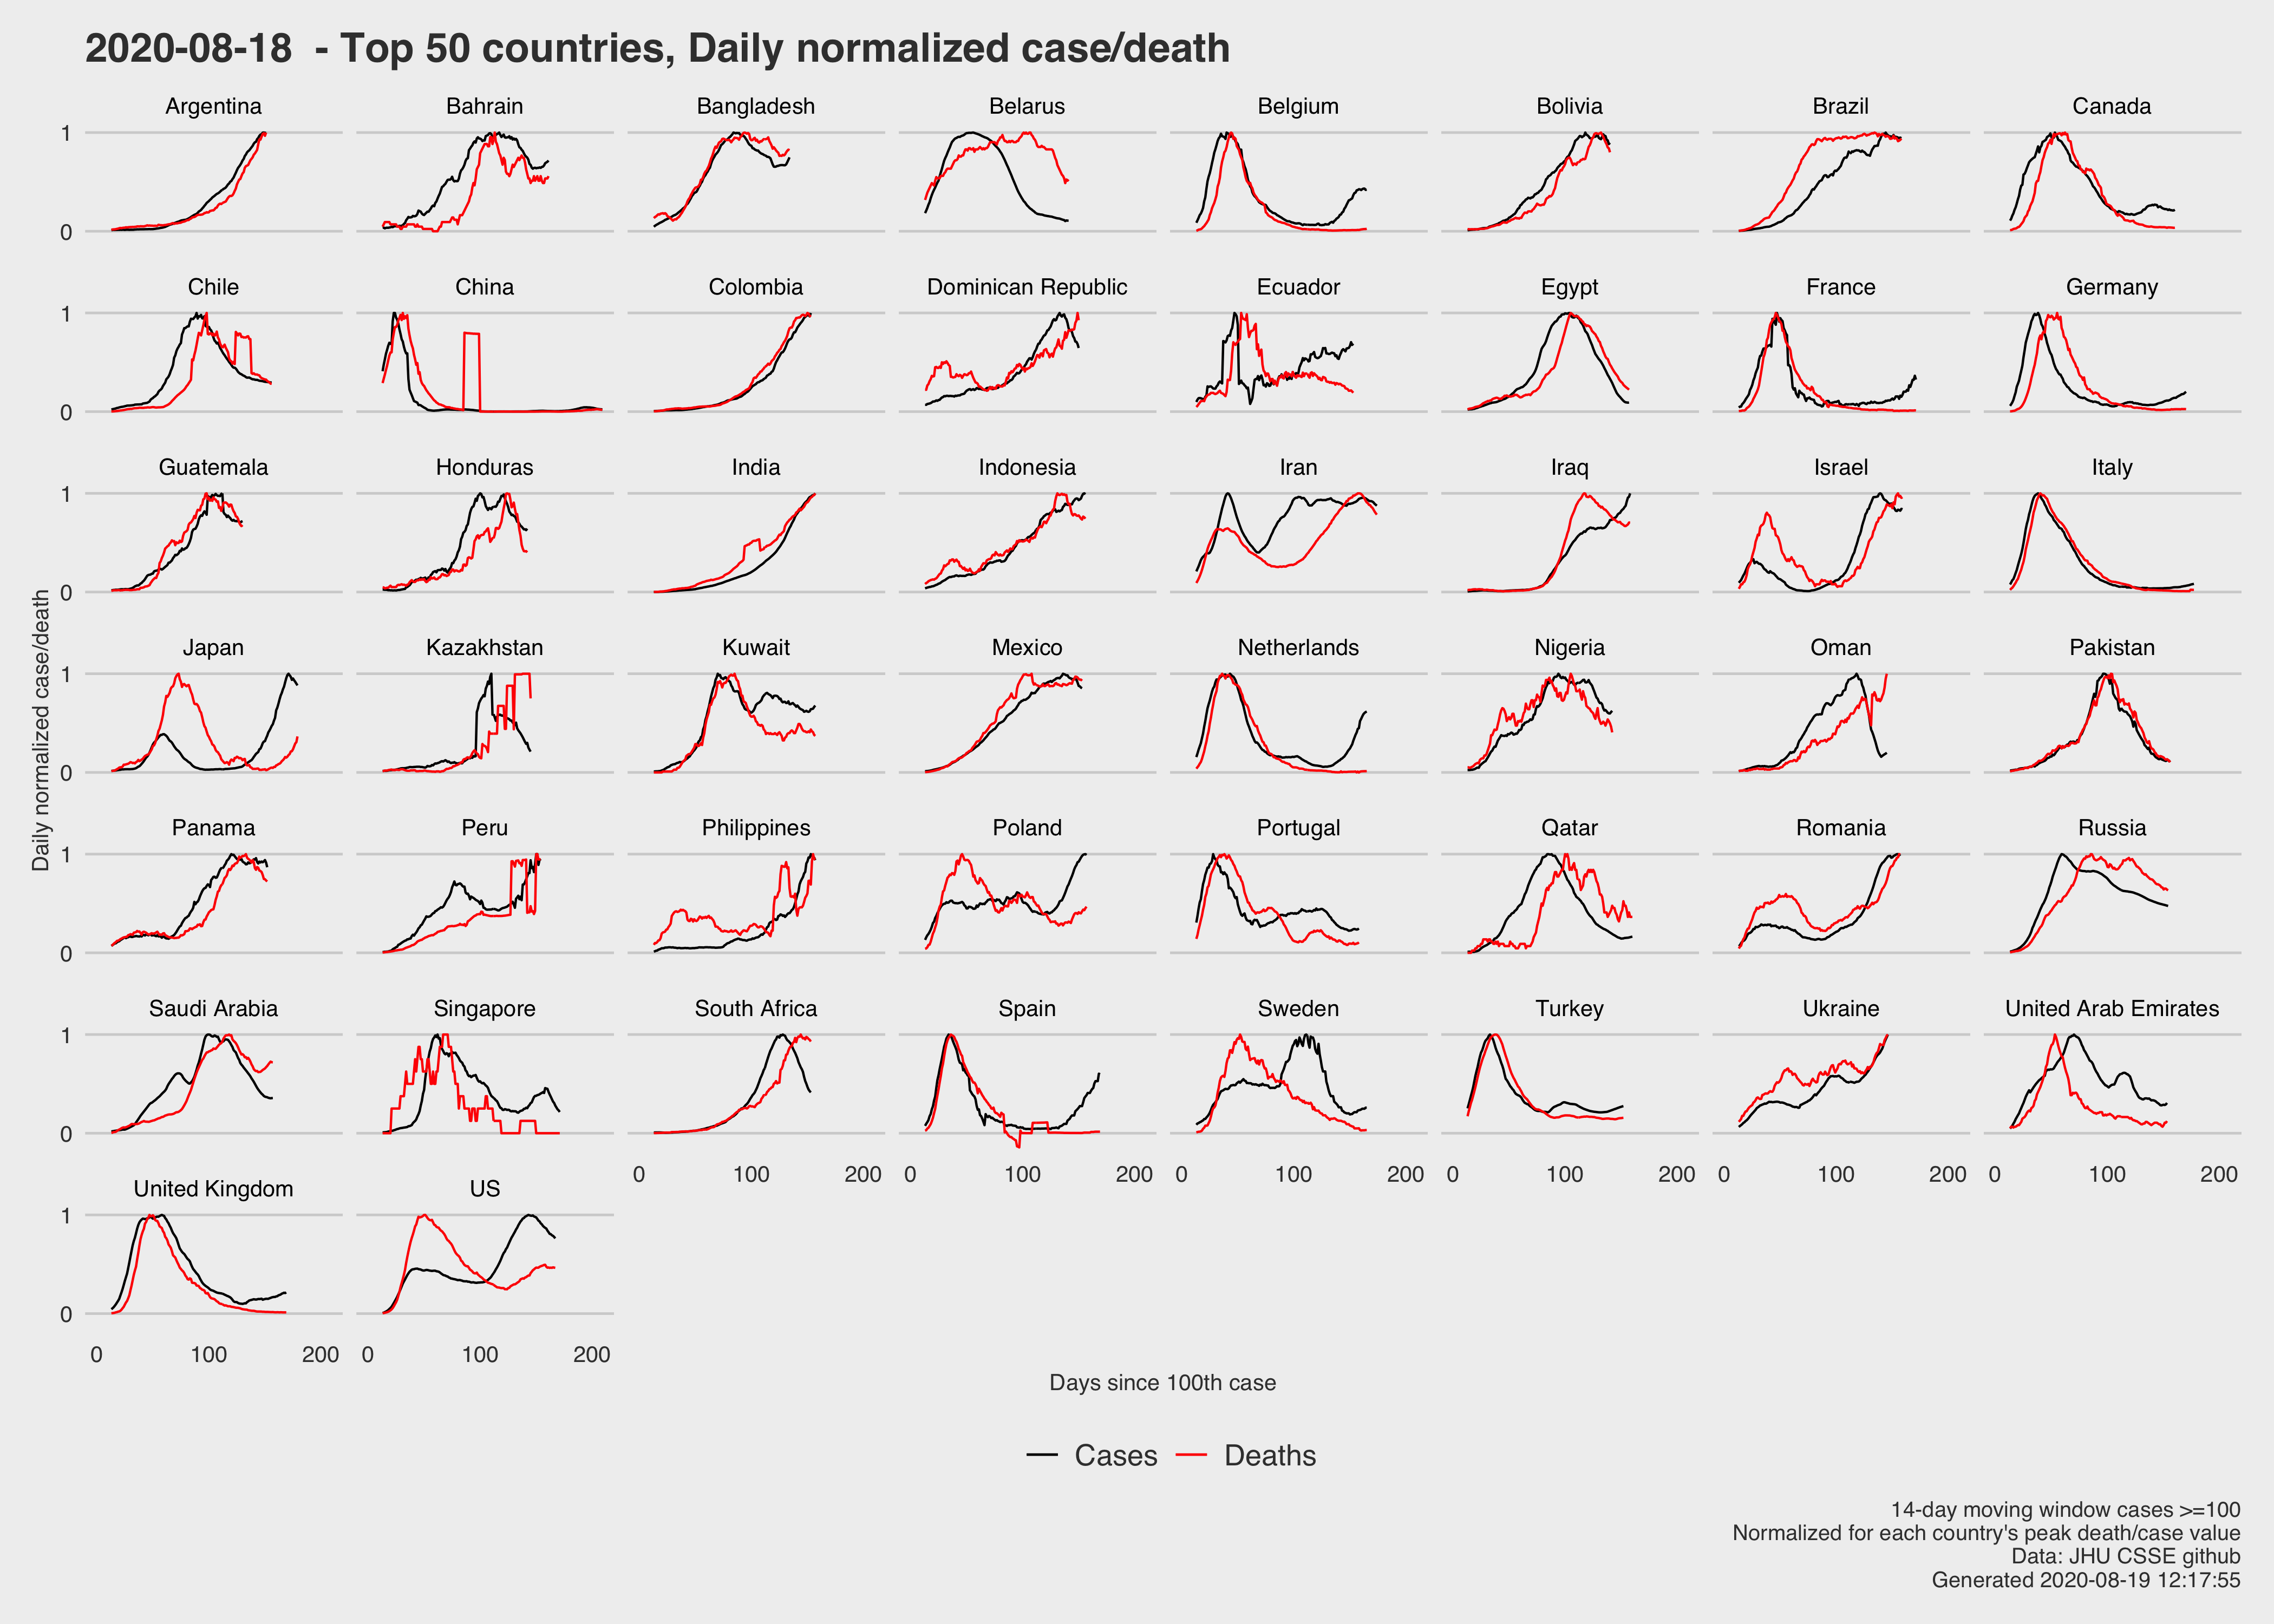 2020-08-18 - Top 50 countries, Daily normalized case/death
Argentina Bahrain Bangladesh Belarus Belgium Bolivia Brazil Canada
1
0
Chile China Colombia Dominican Republic Ecuador Egypt France Germany
1
0
Guatemala Honduras India Indonesia Iran Iraq Israel Italy
1
0
Japan Kazakhstan Kuwait Mexico Netherlands Nigeria Oman Pakistan
1
0
Panama Peru Philippines Poland Portugal Qatar Romania Russia
1
0
Saudi Arabia Singapore South Africa Spain Sweden Turkey Ukraine United Arab Emirates
1
0
0 100 200 0 100 200 0 100 200 0 100 200 0 100 200 0 100 200
United Kingdom US
1
0
0 100 200 0 100 200
Daily normalized case/death
Days since 100th case
Cases Deaths
14-day moving window cases >=100
Normalized for each country's peak death/case value
Data: JHU CSSE github
Generated 2020-08-19 12:17:55